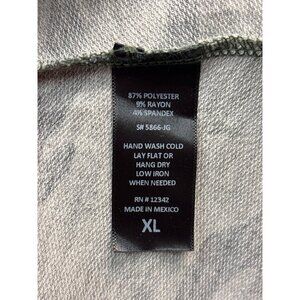 87% POLYESTER
9% RAYON
4% SPANDEX
S# 5866-JG
HAND WASH COLD
LAY FLAT OR
HANG DRY
LOW IRON
WHEN NEEDED
RN # 12342
MADE IN MEXICO
XL